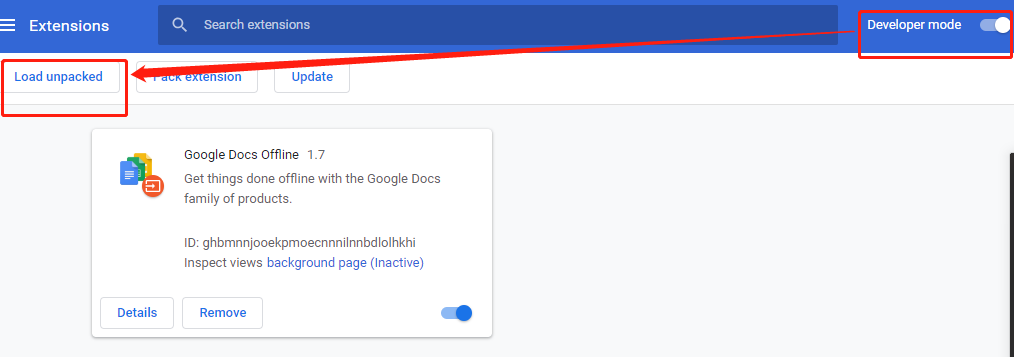 Extensions
Search extensions
Developer mode
Load unpacked
Pack extension
Update
Google Docs Offline 1.7
Get things done offline with the Google Docs
family of products.
ID: ghbmnnjooekpmoecnnnilnnbdlolhkhi
Inspect views background page (Inactive)
Details
Remove